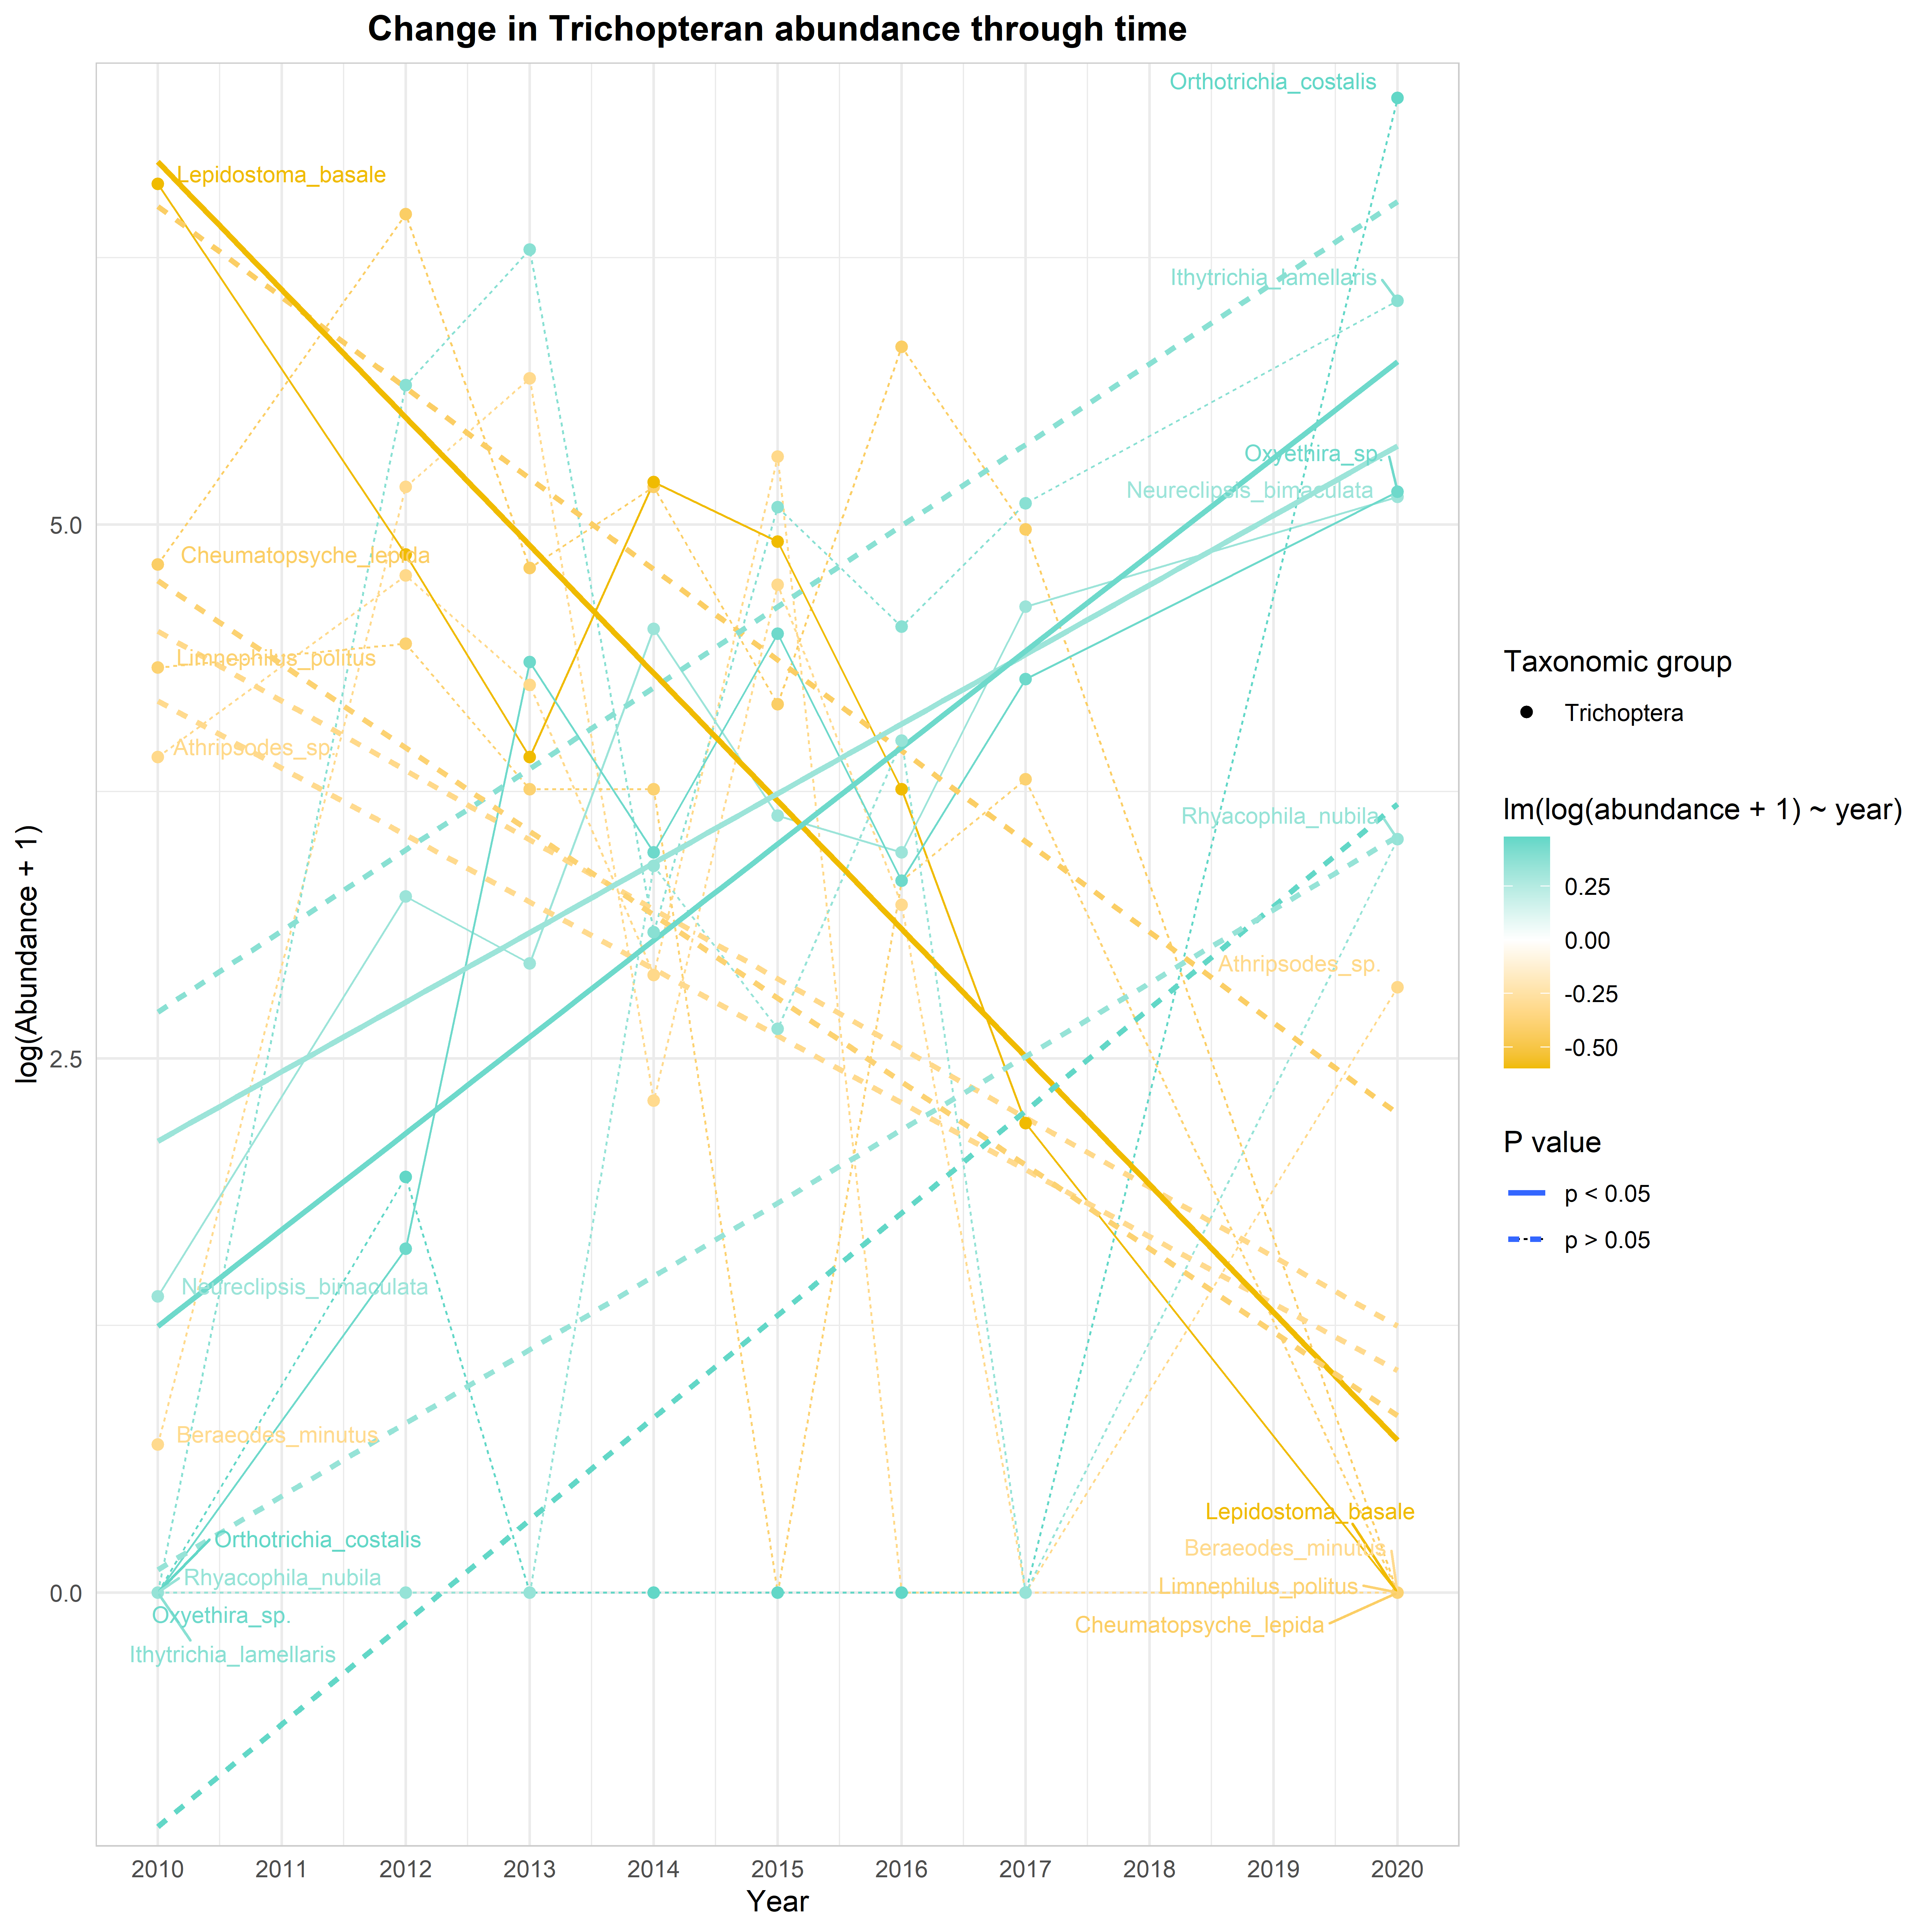 Change in Trichopteran abundance through time
Orthotrichia_costalis
Lepidostoma_basale
Ithytrichia_lamellaris
Oxyethira_sp.
Neureclipsis_bimaculata
5.0
Cheumatopsyche_lepida
Limnephilus_politus
Athripsodes_sp.
Rhyacophila_nubila
Athripsodes_sp.
2.5
Neureclipsis_bimaculata
Beraeodes_minutus
Lepidostoma_basale
Orthotrichia_costalis
Beraeodes_minutus
Rhyacophila_nubila
Limnephilus_politus
0.0
Oxyethira_sp.
Cheumatopsyche_lepida
Ithytrichia_lamellaris
log(Abundance + 1)
2010 2011 2012 2013 2014 2015 2016 2017 2018 2019 2020
Year
Taxonomic group
Trichoptera
lm(log(abundance + 1) ~ year)
0.25
0.00
-0.25
-0.50
P value
p < 0.05
p > 0.05